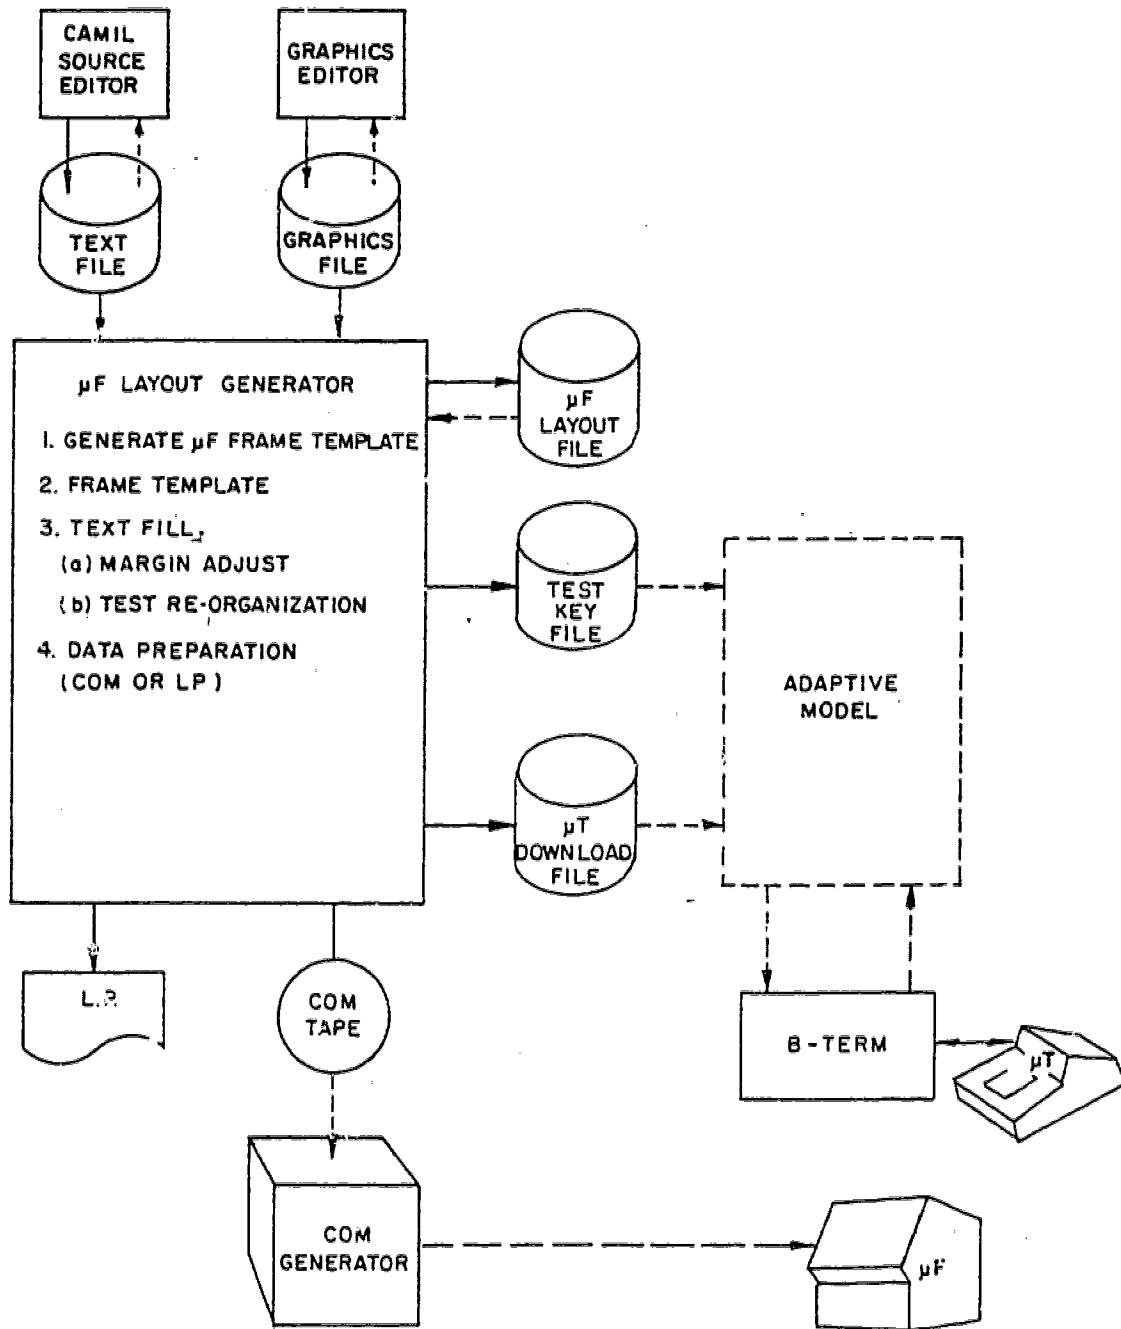 CAMIL
SOURCE
EDITOR
GRAPHICS
EDITOR
TEXT
FILE
GRAPHICS
FILE
µF LAYOUT GENERATOR
1. GENERATE µF FRAME TEMPLATE
2. FRAME TEMPLATE
3. TEXT FILL,
(a) MARGIN ADJUST
(b) TEST RE-ORGANIZATION
4. DATA PREPARATION
(COM OR LP)
µF
LAYOUT
FILE
TEST
KEY
FILE
µT
DOWNLOAD
FILE
ADAPTIVE
MODEL
L.P.
COM
TAPE
B-TERM
µT
COM
GENERATOR
µF